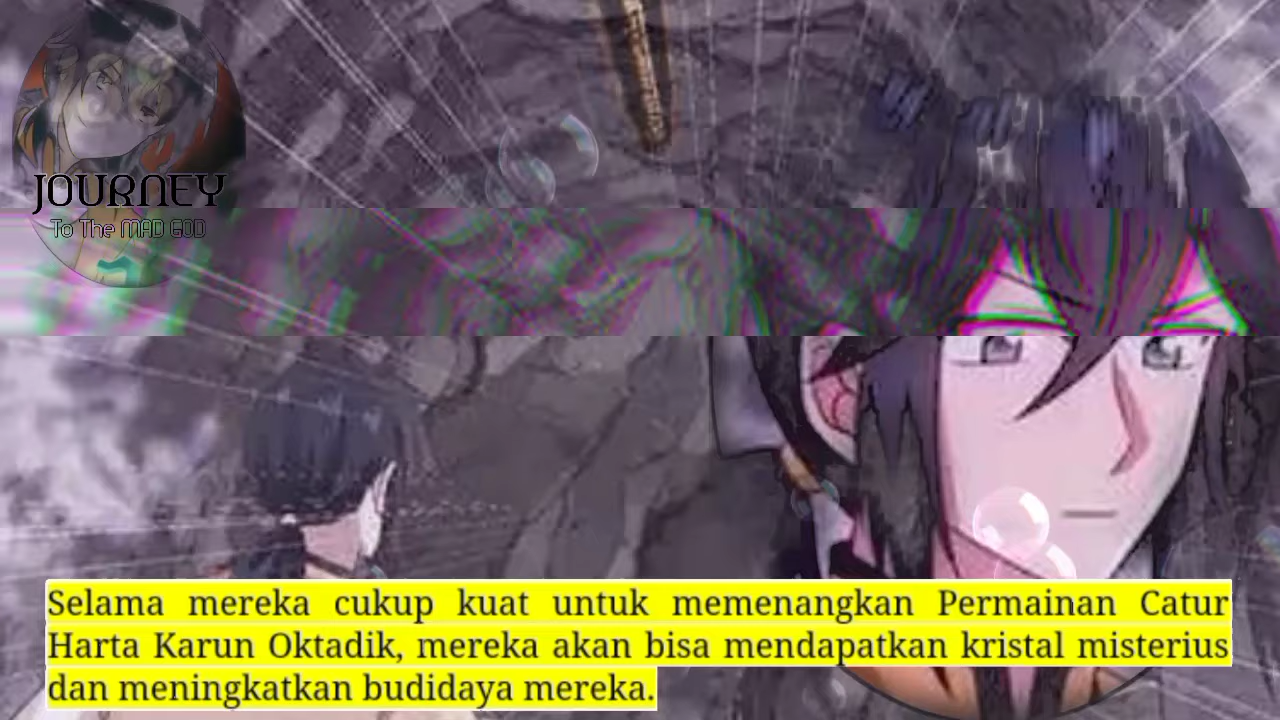 JOURNEY
To The MAD GOD
Selama mereka cukup kuat untuk memenangkan Permainan Catur
Harta Karun Oktadik, mereka akan bisa mendapatkan kristal misterius
dan meningkatkan budidaya mereka.